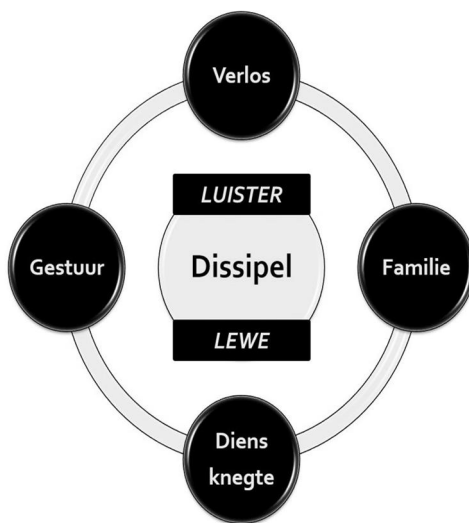 Verlos
LUISTER
Gestuur
Dissipel
Familie
LEWE
Diens
knegte